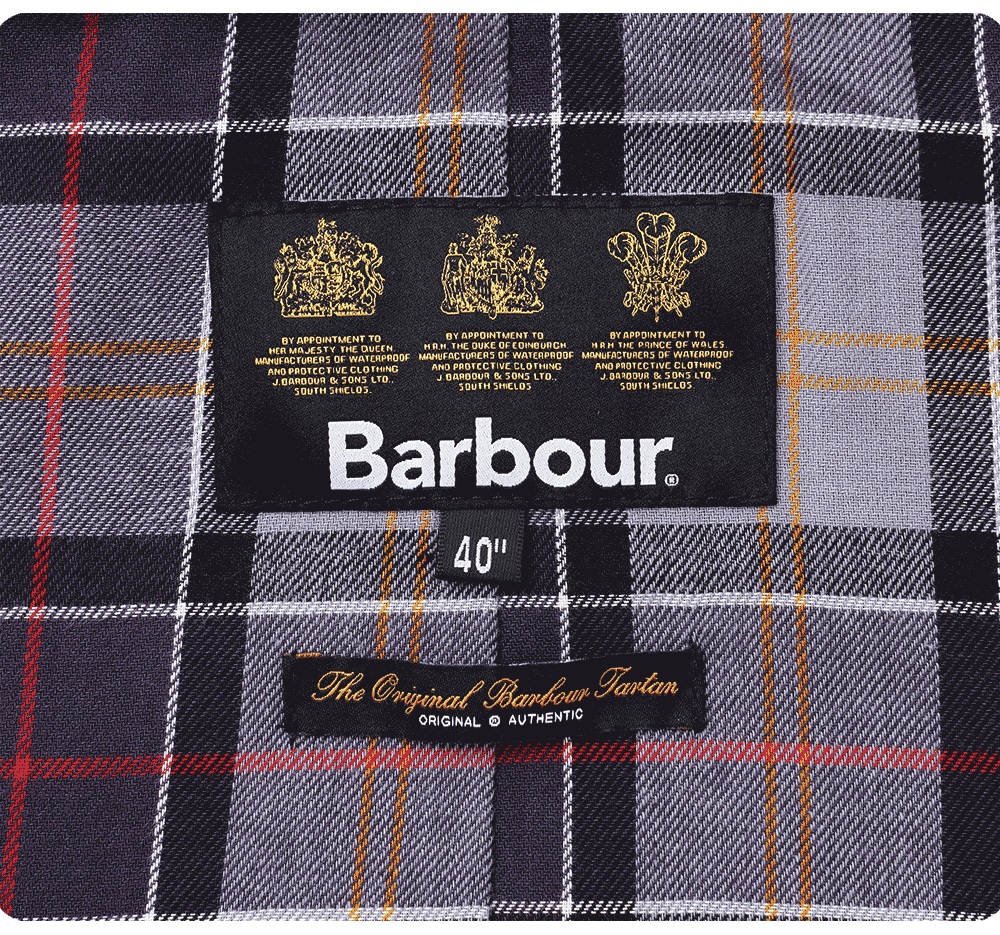 BY APPOINTMENT TO
HER MAJESTY THE QUEEN
MANUFACTURERS OF WATERPROOF
AND PROTECTIVE CLOTHING
J. BARBOUR & SONS LTD.,
SOUTH SHIELDS.
BY APPOINTMENT TO
H.R.H. THE DUKE OF EDINBURGH,
MANUFACTURERS OF WATERPROOF
AND PROTECTIVE CLOTHING
J. BARBOUR & SONS LTD.,
SOUTH SHIELDS
BY APPOINTMENT TO
H.R.H. THE PRINCE OF WALES.
MANUFACTURERS OF WATERPROOF
AND PROTECTIVE CLOTHING
J. BARBOUR & SONS LTD.,
SOUTH SHIELDS.
Barbour®
40"
The Original Barbour Tartan
ORIGINAL ® AUTHENTIC